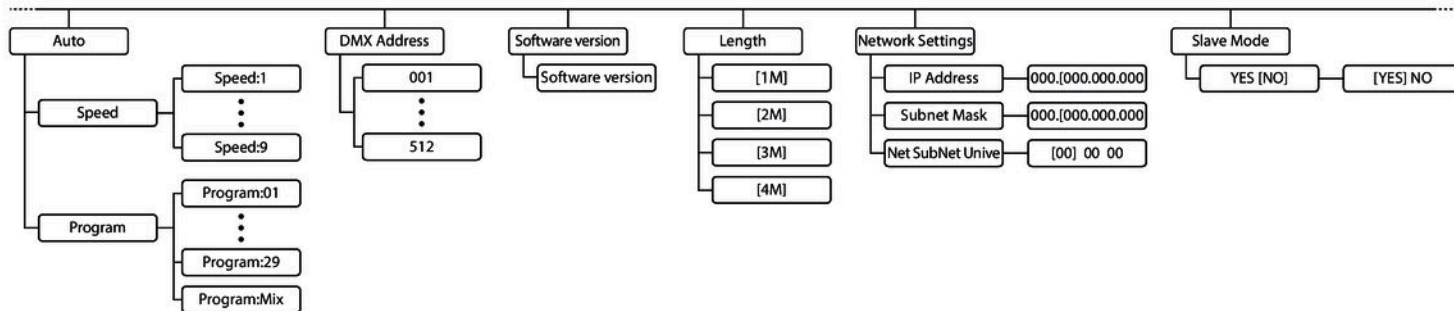 Auto
Speed
Speed:1
Speed:9
Program
Program:01
Program:29
Program:Mix
DMX Address
001
512
Software version
Software version
Length
[1M]
[2M]
[3M]
[4M]
Network Settings
IP Address
000.[000.000.000
Subnet Mask
000.[000.000.000
Net SubNet Unive
[00] 00 00
Slave Mode
YES [NO]
[YES] NO